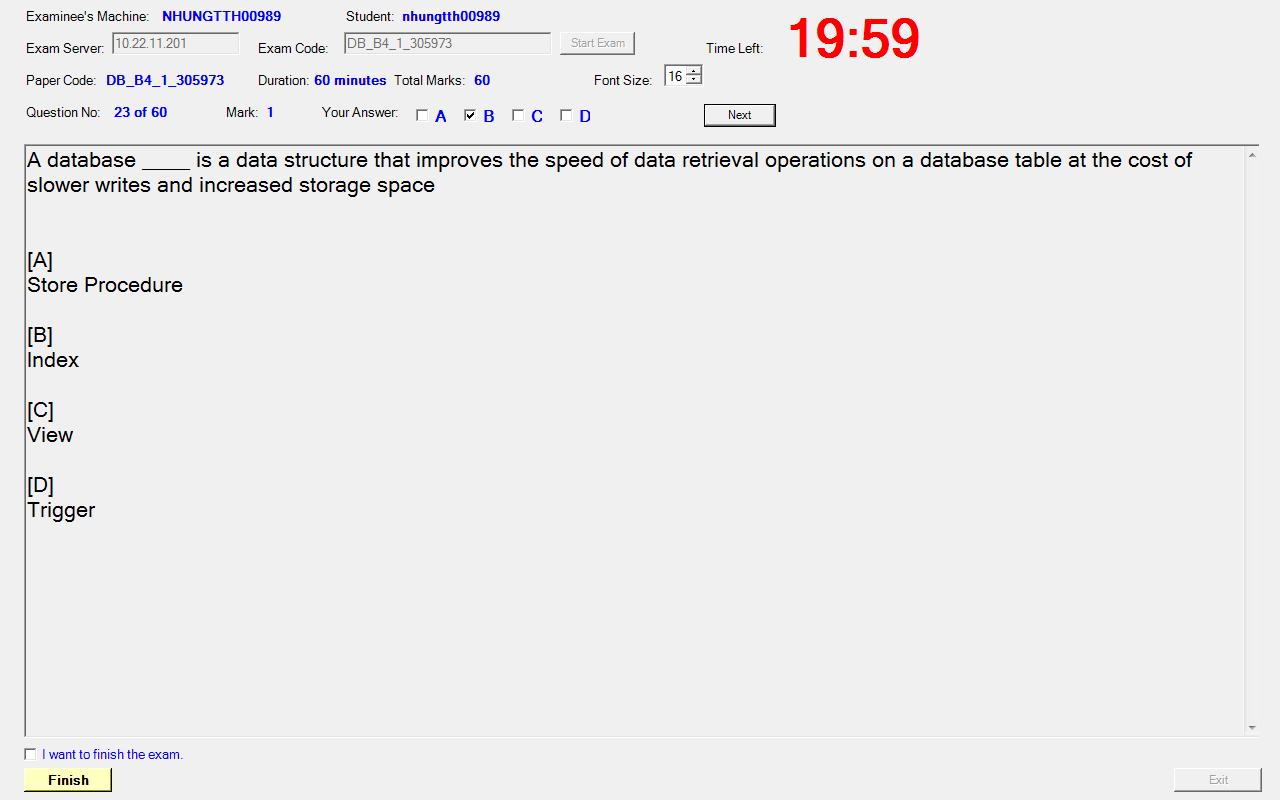 Examinee's Machine: NHUNGTTH00989 Student: nhungtth00989
Exam Server: 10.22.11.201 Exam Code: DB_B4_1_305973 Start Exam Time Left: 19:59
Paper Code: DB_B4_1_305973 Duration: 60 minutes Total Marks: 60 Font Size: 16
Question No: 23 of 60 Mark: 1 Your Answer: A B C D Next
A database ____ is a data structure that improves the speed of data retrieval operations on a database table at the cost of
slower writes and increased storage space
[A]
Store Procedure
[B]
Index
[C]
View
[D]
Trigger
I want to finish the exam.
Finish Exit